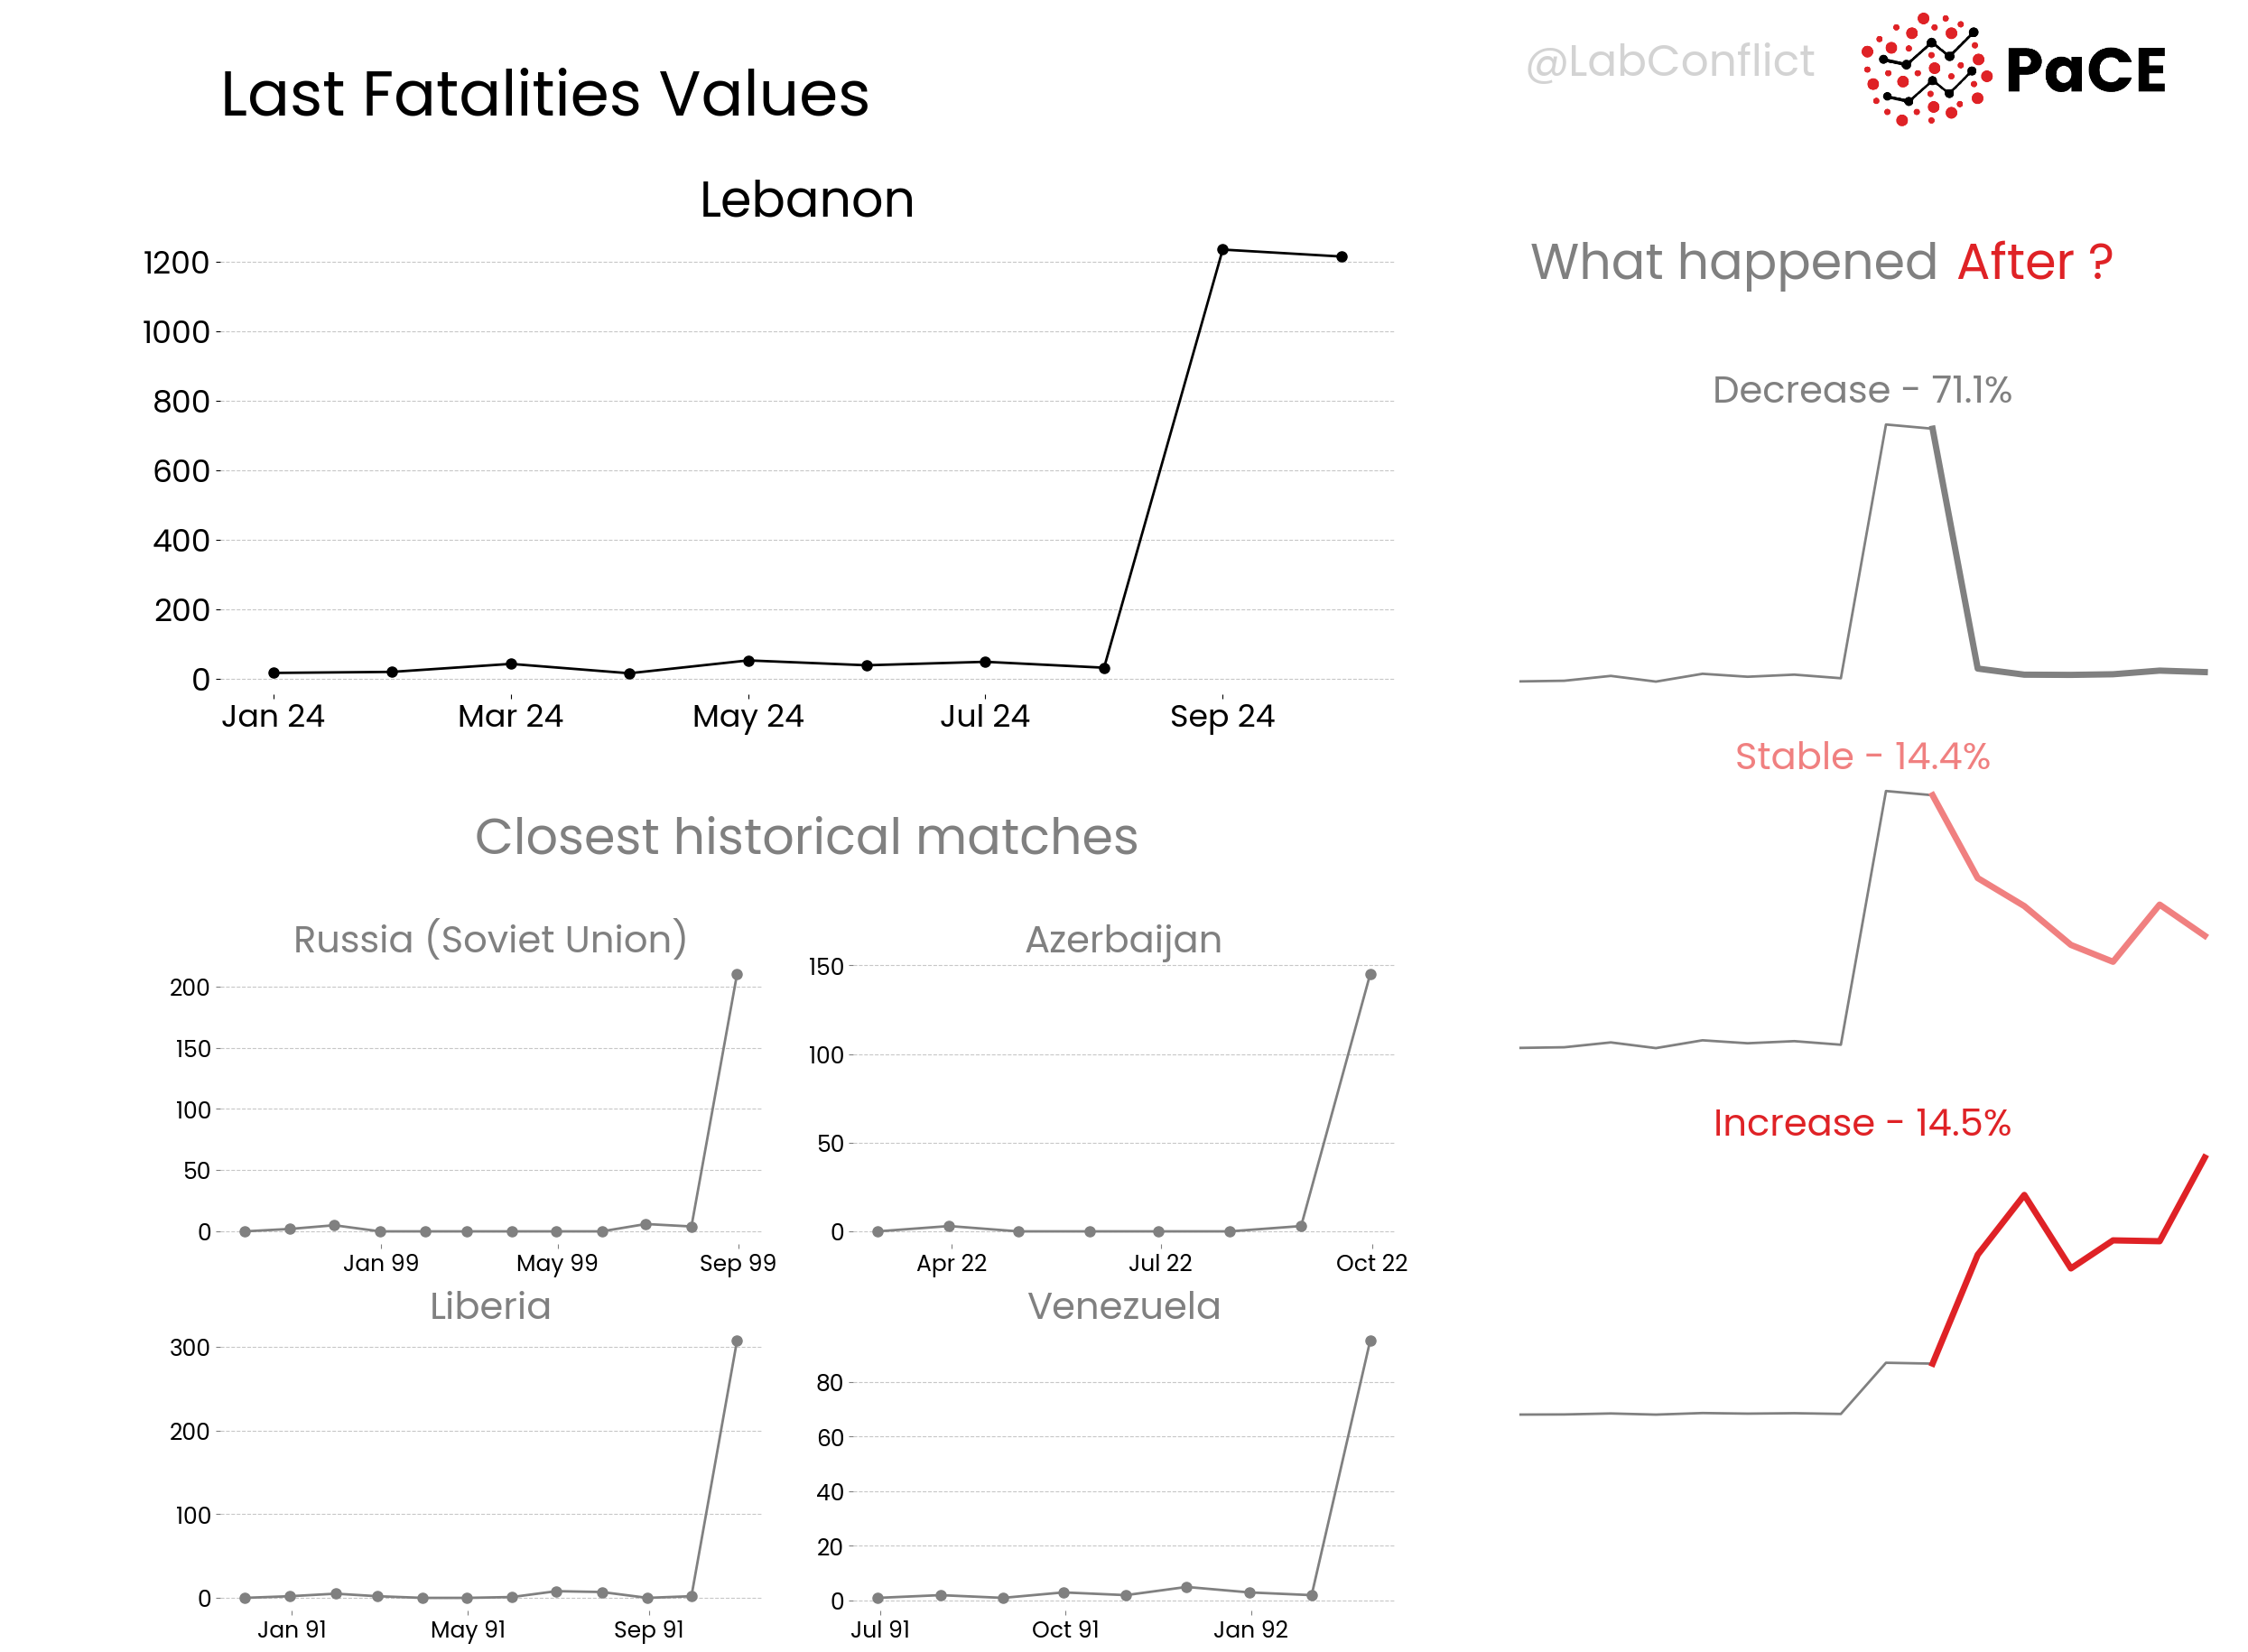 @LabConflict
PaCE
Last Fatalities Values
Lebanon
1200
1000
800
600
400
200
0
Jan 24 Mar 24 May 24 Jul 24 Sep 24
What happened After ?
Decrease - 71.1%
Stable - 14.4%
Increase - 14.5%
Closest historical matches
Russia (Soviet Union)
200
150
100
50
0
Jan 99 May 99 Sep 99
Azerbaijan
150
100
50
0
Apr 22 Jul 22 Oct 22
Liberia
300
200
100
0
Jan 91 May 91 Sep 91
Venezuela
80
60
40
20
0
Jul 91 Oct 91 Jan 92